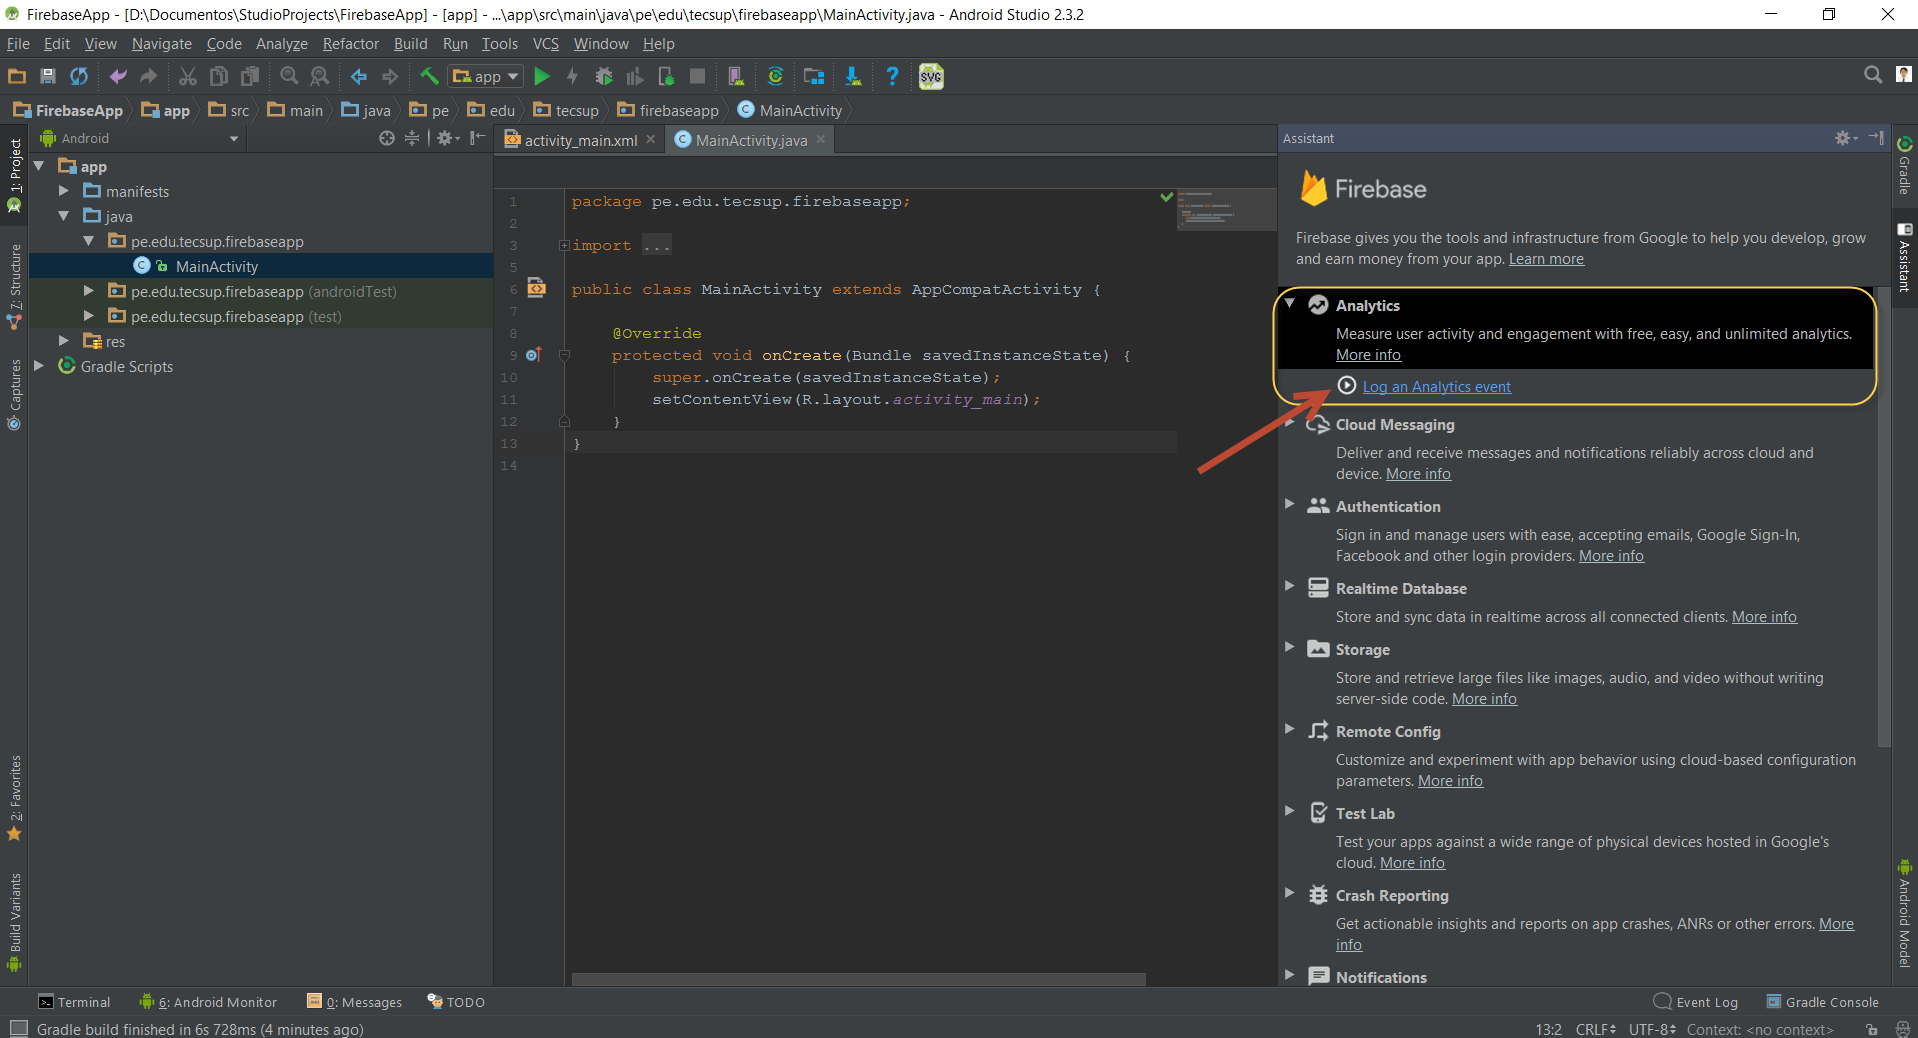 FirebaseApp - [D:\Documentos\StudioProjects\FirebaseApp] - [app] - ...\app\src\main\java\pe\edu\tecsup\firebaseapp\MainActivity.java - Android Studio 2.3.2
File Edit View Navigate Code Analyze Refactor Build Run Tools VCS Window Help
app
SVG
FirebaseApp app src main java pe edu tecsup firebaseapp MainActivity
1: Project
7: Structure
Captures
2: Favorites
Build Variants
Android
app
manifests
java
pe.edu.tecsup.firebaseapp
MainActivity
pe.edu.tecsup.firebaseapp (androidTest)
pe.edu.tecsup.firebaseapp (test)
res
Gradle Scripts
activity_main.xml MainActivity.java
1 package pe.edu.tecsup.firebaseapp;
2
3 import ...
5
6 public class MainActivity extends AppCompatActivity {
7
8 @Override
9 protected void onCreate(Bundle savedInstanceState) {
10 super.onCreate(savedInstanceState);
11 setContentView(R.layout.activity_main);
12 }
13 }
14
Assistant
Firebase
Firebase gives you the tools and infrastructure from Google to help you develop, grow
and earn money from your app. Learn more
Analytics
Measure user activity and engagement with free, easy, and unlimited analytics.
More info
Log an Analytics event
Cloud Messaging
Deliver and receive messages and notifications reliably across cloud and
device. More info
Authentication
Sign in and manage users with ease, accepting emails, Google Sign-In,
Facebook and other login providers. More info
Realtime Database
Store and sync data in realtime across all connected clients. More info
Storage
Store and retrieve large files like images, audio, and video without writing
server-side code. More info
Remote Config
Customize and experiment with app behavior using cloud-based configuration
parameters. More info
Test Lab
Test your apps against a wide range of physical devices hosted in Google's
cloud. More info
Crash Reporting
Get actionable insights and reports on app crashes, ANRs or other errors. More
info
Notifications
Gradle
Assistant
Android Model
Terminal 6: Android Monitor 0: Messages TODO Event Log Gradle Console
Gradle build finished in 6s 728ms (4 minutes ago) 13:2 CRLF UTF-8 Context: <no context>